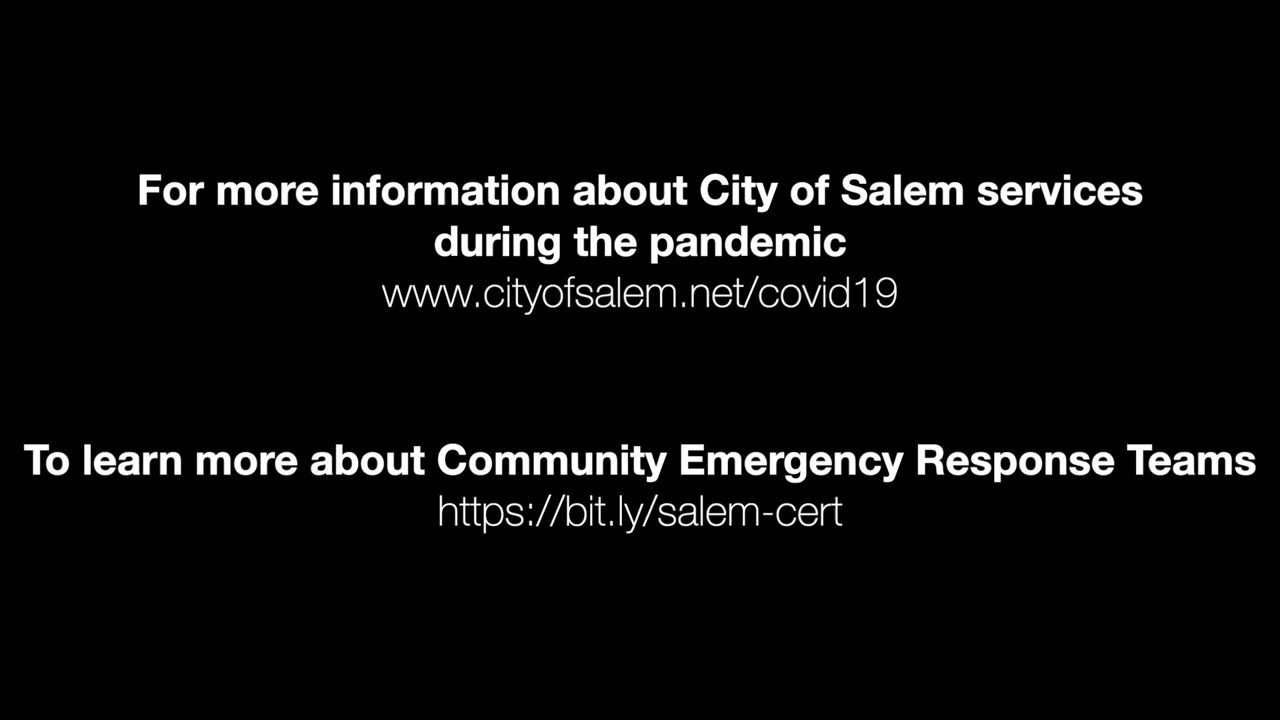 For more information about City of Salem services
during the pandemic
www.cityofsalem.net/covid19
To learn more about Community Emergency Response Teams
https://bit.ly/salem-cert